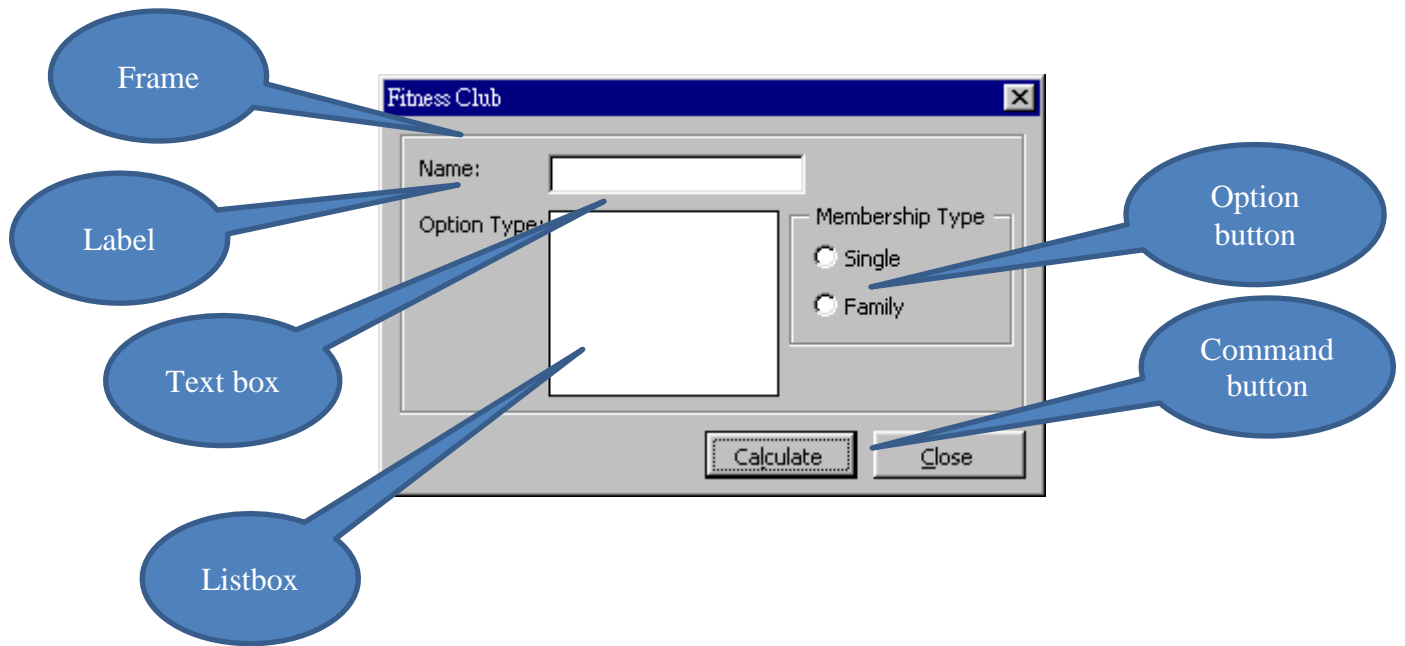 Frame
Fitness Club
Name:
Option Type:
Membership Type
Single
Family
Option
button
Label
Text box
Command
button
Calculate
Close
Listbox